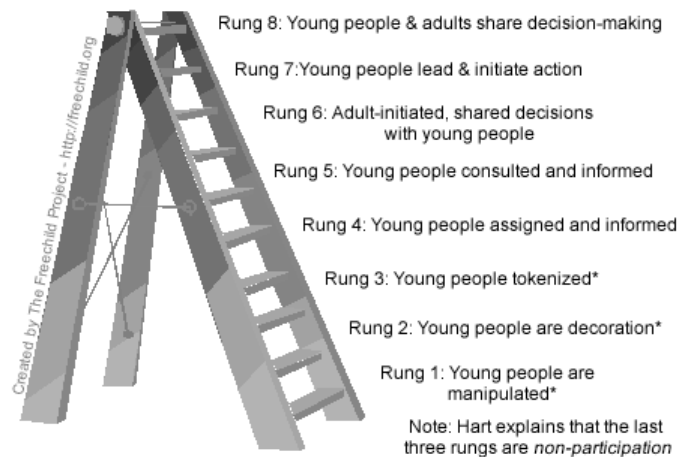 Rung 8: Young people & adults share decision-making
Rung 7:Young people lead & initiate action
Rung 6: Adult-initiated, shared decisions
with young people
Rung 5: Young people consulted and informed
Rung 4: Young people assigned and informed
Rung 3: Young people tokenized*
Rung 2: Young people are decoration*
Rung 1: Young people are
manipulated*
Note: Hart explains that the last
three rungs are non-participation
Created by The Freechild Project - http://freechild.org